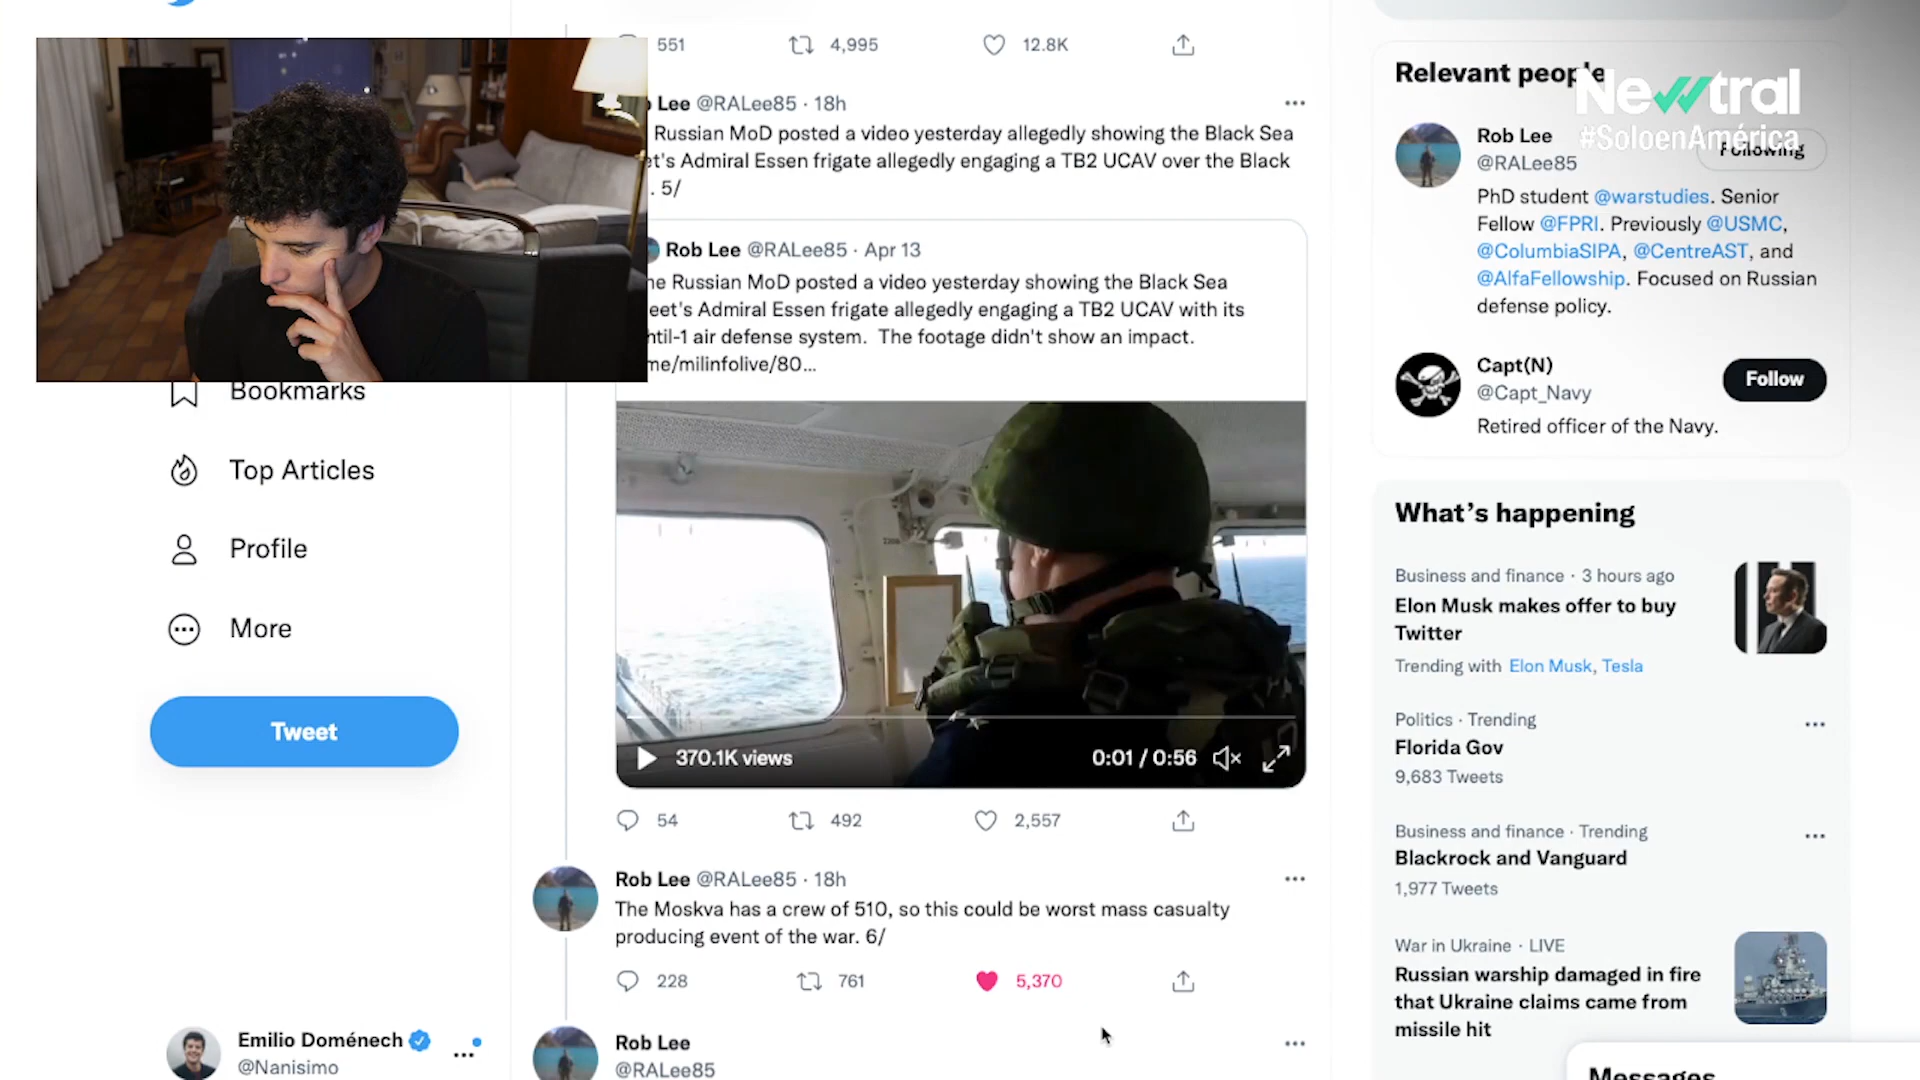 551 4,995 12.8K
Lee @RALee85 · 18h
Russian MoD posted a video yesterday allegedly showing the Black Sea
et's Admiral Essen frigate allegedly engaging a TB2 UCAV over the Black
. 5/
Rob Lee @RALee85 · Apr 13
ne Russian MoD posted a video yesterday showing the Black Sea
eet's Admiral Essen frigate allegedly engaging a TB2 UCAV with its
htil-1 air defense system. The footage didn't show an impact.
me/milinfolive/80...
370.1K views 0:01 / 0:56
54 492 2,557
Rob Lee @RALee85 · 18h
The Moskva has a crew of 510, so this could be worst mass casualty
producing event of the war. 6/
228 761 5,370
Rob Lee
@RALee85
Bookmarks
Top Articles
Profile
More
Tweet
Emilio Doménech
@Nanisimo
Relevant people
Newtral
#SoloenAmérica
Rob Lee
@RALee85
Following
PhD student @warstudies. Senior
Fellow @FPRI. Previously @USMC,
@ColumbiaSIPA, @CentreAST, and
@AlfaFellowship. Focused on Russian
defense policy.
Capt(N)
@Capt_Navy
Follow
Retired officer of the Navy.
What's happening
Business and finance · 3 hours ago
Elon Musk makes offer to buy
Twitter
Trending with Elon Musk, Tesla
Politics · Trending
Florida Gov
9,683 Tweets
Business and finance · Trending
Blackrock and Vanguard
1,977 Tweets
War in Ukraine · LIVE
Russian warship damaged in fire
that Ukraine claims came from
missile hit
Messages